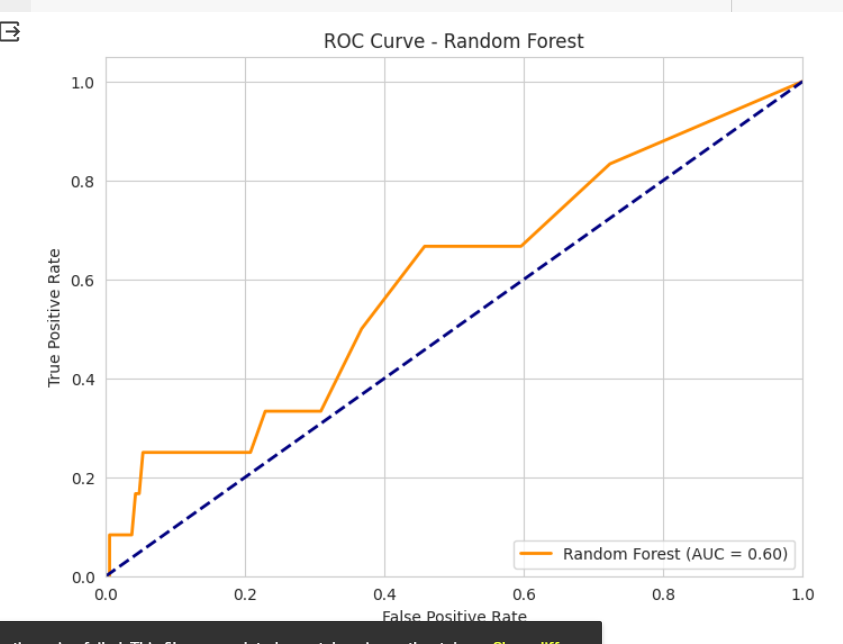 ROC Curve - Random Forest
True Positive Rate
1.0
0.8
0.6
0.4
0.2
0.0
Random Forest (AUC = 0.60)
0.0 0.2 0.4 0.6 0.8 1.0
False Positive Rate